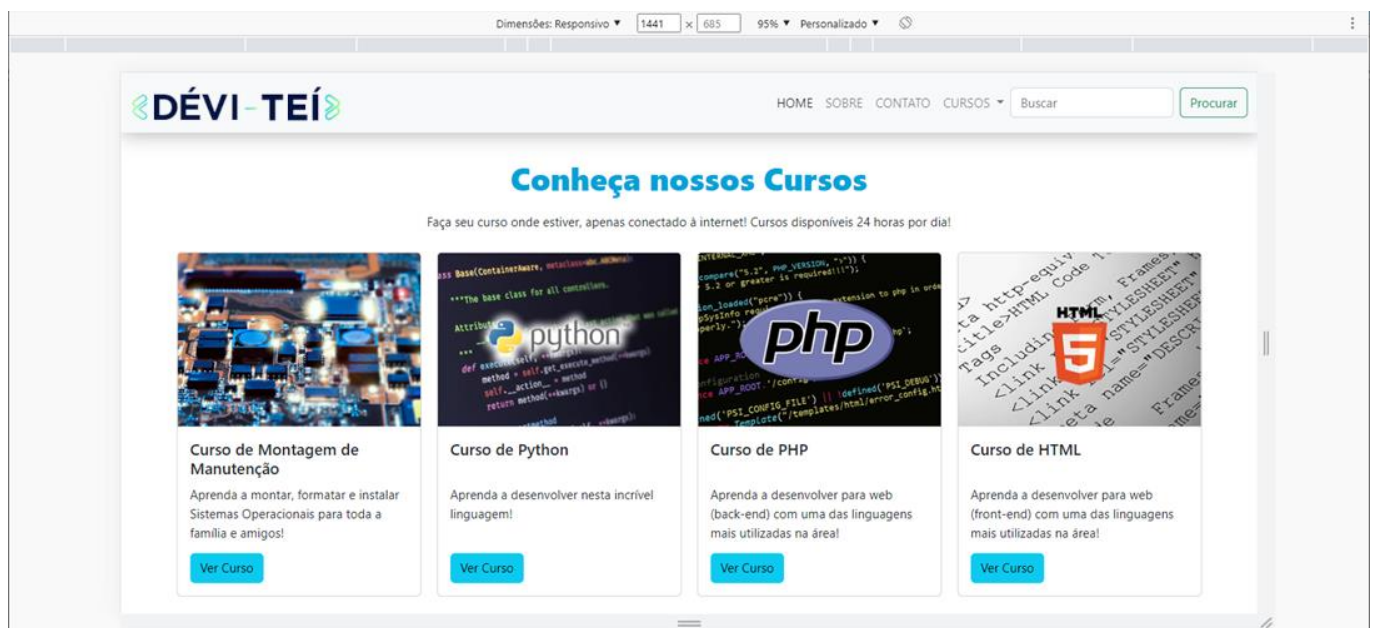 Dimensões: Responsivo ▼ 1441 × 685 95% ▼ Personalizado ▼
DÉVI-TEÍ
HOME SOBRE CONTATO CURSOS Buscar Procurar
Conheça nossos Cursos
Faça seu curso onde estiver, apenas conectado à internet! Cursos disponíveis 24 horas por dia!
python
php
HTML
5
Curso de Montagem de
Manutenção
Aprenda a montar, formatar e instalar
Sistemas Operacionais para toda a
família e amigos!
Ver Curso
Curso de Python
Aprenda a desenvolver nesta incrível
linguagem!
Ver Curso
Curso de PHP
Aprenda a desenvolver para web
(back-end) com uma das linguagens
mais utilizadas na área!
Ver Curso
Curso de HTML
Aprenda a desenvolver para web
(front-end) com uma das linguagens
mais utilizadas na área!
Ver Curso